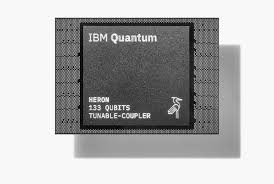 IBM Quantum
HERON
133 QUBITS
TUNABLE-COUPLER